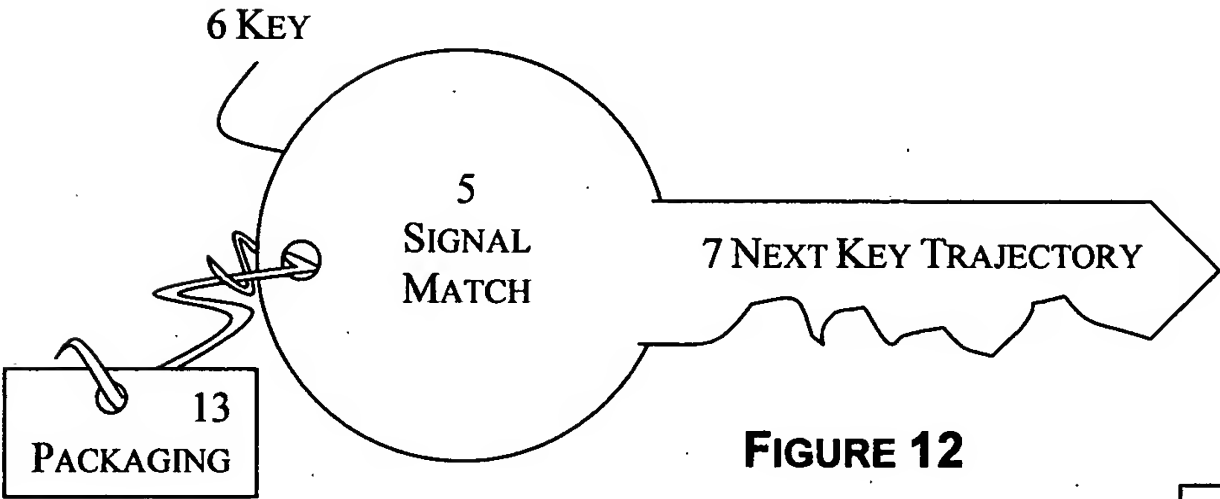 6 KEY
5
SIGNAL
MATCH
7 NEXT KEY TRAJECTORY
13
PACKAGING
FIGURE 12